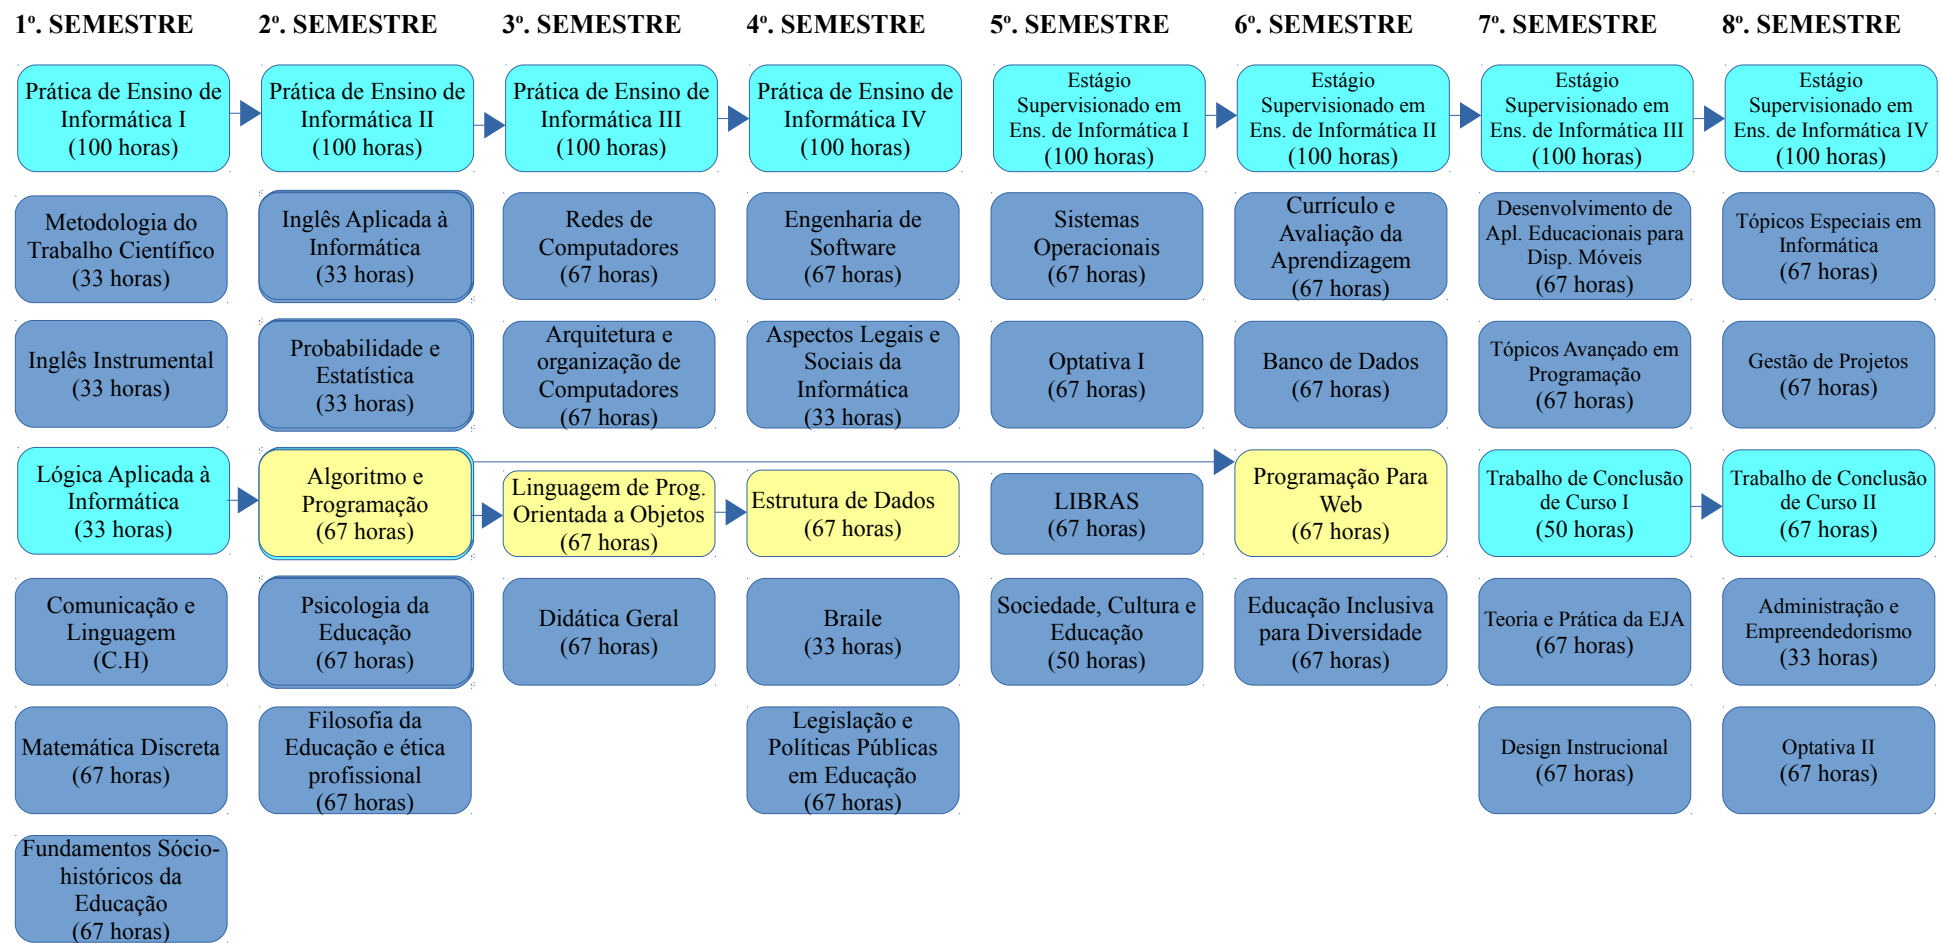 1º. SEMESTRE
2º. SEMESTRE
3º. SEMESTRE
4º. SEMESTRE
5º. SEMESTRE
6º. SEMESTRE
7º. SEMESTRE
8º. SEMESTRE
Prática de Ensino de
Informática I
(100 horas)
Prática de Ensino de
Informática II
(100 horas)
Prática de Ensino de
Informática III
(100 horas)
Prática de Ensino de
Informática IV
(100 horas)
Estágio
Supervisionado em
Ens. de Informática I
(100 horas)
Estágio
Supervisionado em
Ens. de Informática II
(100 horas)
Estágio
Supervisionado em
Ens. de Informática III
(100 horas)
Estágio
Supervisionado em
Ens. de Informática IV
(100 horas)
Metodologia do
Trabalho Científico
(33 horas)
Inglês Aplicada à
Informática
(33 horas)
Redes de
Computadores
(67 horas)
Engenharia de
Software
(67 horas)
Sistemas
Operacionais
(67 horas)
Currículo e
Avaliação da
Aprendizagem
(67 horas)
Desenvolvimento de
Apl. Educacionais para
Disp. Móveis
(67 horas)
Tópicos Especiais em
Informática
(67 horas)
Inglês Instrumental
(33 horas)
Probabilidade e
Estatística
(33 horas)
Arquitetura e
organização de
Computadores
(67 horas)
Aspectos Legais e
Sociais da
Informática
(33 horas)
Optativa I
(67 horas)
Banco de Dados
(67 horas)
Tópicos Avançado em
Programação
(67 horas)
Gestão de Projetos
(67 horas)
Lógica Aplicada à
Informática
(33 horas)
Algoritmo e
Programação
(67 horas)
Linguagem de Prog.
Orientada a Objetos
(67 horas)
Estrutura de Dados
(67 horas)
LIBRAS
(67 horas)
Programação Para
Web
(67 horas)
Trabalho de Conclusão
de Curso I
(50 horas)
Trabalho de Conclusão
de Curso II
(67 horas)
Comunicação e
Linguagem
(C.H)
Psicologia da
Educação
(67 horas)
Didática Geral
(67 horas)
Braile
(33 horas)
Sociedade, Cultura e
Educação
(50 horas)
Educação Inclusiva
para Diversidade
(67 horas)
Teoria e Prática da EJA
(67 horas)
Administração e
Empreendedorismo
(33 horas)
Matemática Discreta
(67 horas)
Filosofia da
Educação e ética
profissional
(67 horas)
Legislação e
Políticas Públicas
em Educação
(67 horas)
Design Instrucional
(67 horas)
Optativa II
(67 horas)
Fundamentos Sócio-
históricos da
Educação
(67 horas)